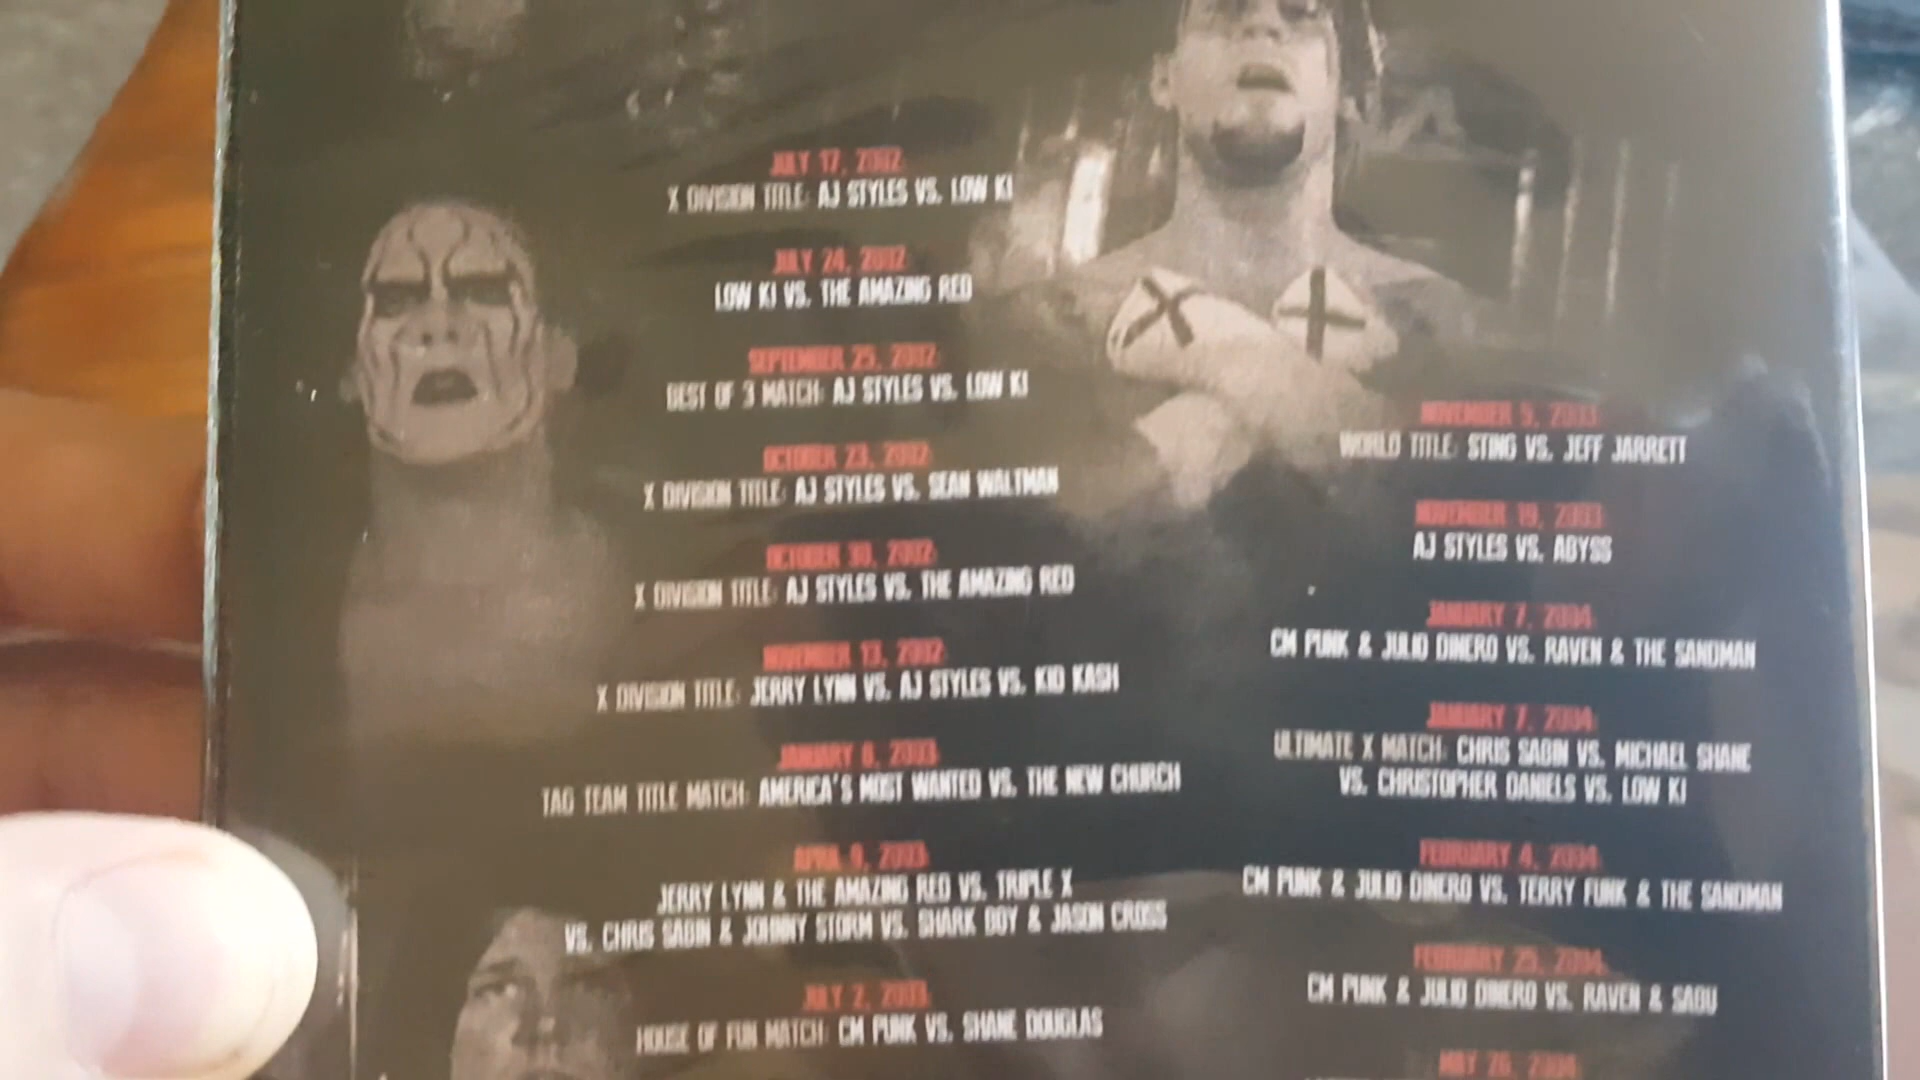 JULY 17, 2002
X DIVISION TITLE: AJ STYLES VS. LOW KI
JULY 24, 2002
LOW KI VS. THE AMAZING RED
SEPTEMBER 25, 2002
BEST OF 3 MATCH: AJ STYLES VS. LOW KI
OCTOBER 23, 2002
X DIVISION TITLE: AJ STYLES VS. SEAN WALTMAN
OCTOBER 30, 2002
X DIVISION TITLE: AJ STYLES VS. THE AMAZING RED
NOVEMBER 13, 2002
X DIVISION TITLE: JERRY LYNN VS. AJ STYLES VS. KID KASH
JANUARY 8, 2003
TAG TEAM TITLE MATCH: AMERICA'S MOST WANTED VS. THE NEW CHURCH
APRIL 9, 2003
JERRY LYNN & THE AMAZING RED VS. TRIPLE X
VS. CHRIS SABIN & JOHNNY STORM VS. SHARK BOY & JASON CROSS
JULY 2, 2003
HOUSE OF FUN MATCH: CM PUNK VS. SHANE DOUGLAS
NOVEMBER 5, 2003
WORLD TITLE: STING VS. JEFF JARRETT
NOVEMBER 19, 2003
AJ STYLES VS. ABYSS
JANUARY 7, 2004
CM PUNK & JULIO DINERO VS. RAVEN & THE SANDMAN
JANUARY 7, 2004
ULTIMATE X MATCH: CHRIS SABIN VS. MICHAEL SHANE
VS. CHRISTOPHER DANIELS VS. LOW KI
FEBRUARY 4, 2004
CM PUNK & JULIO DINERO VS. TERRY FUNK & THE SANDMAN
FEBRUARY 25, 2004
CM PUNK & JULIO DINERO VS. RAVEN & SABU
MAY 26, 2004